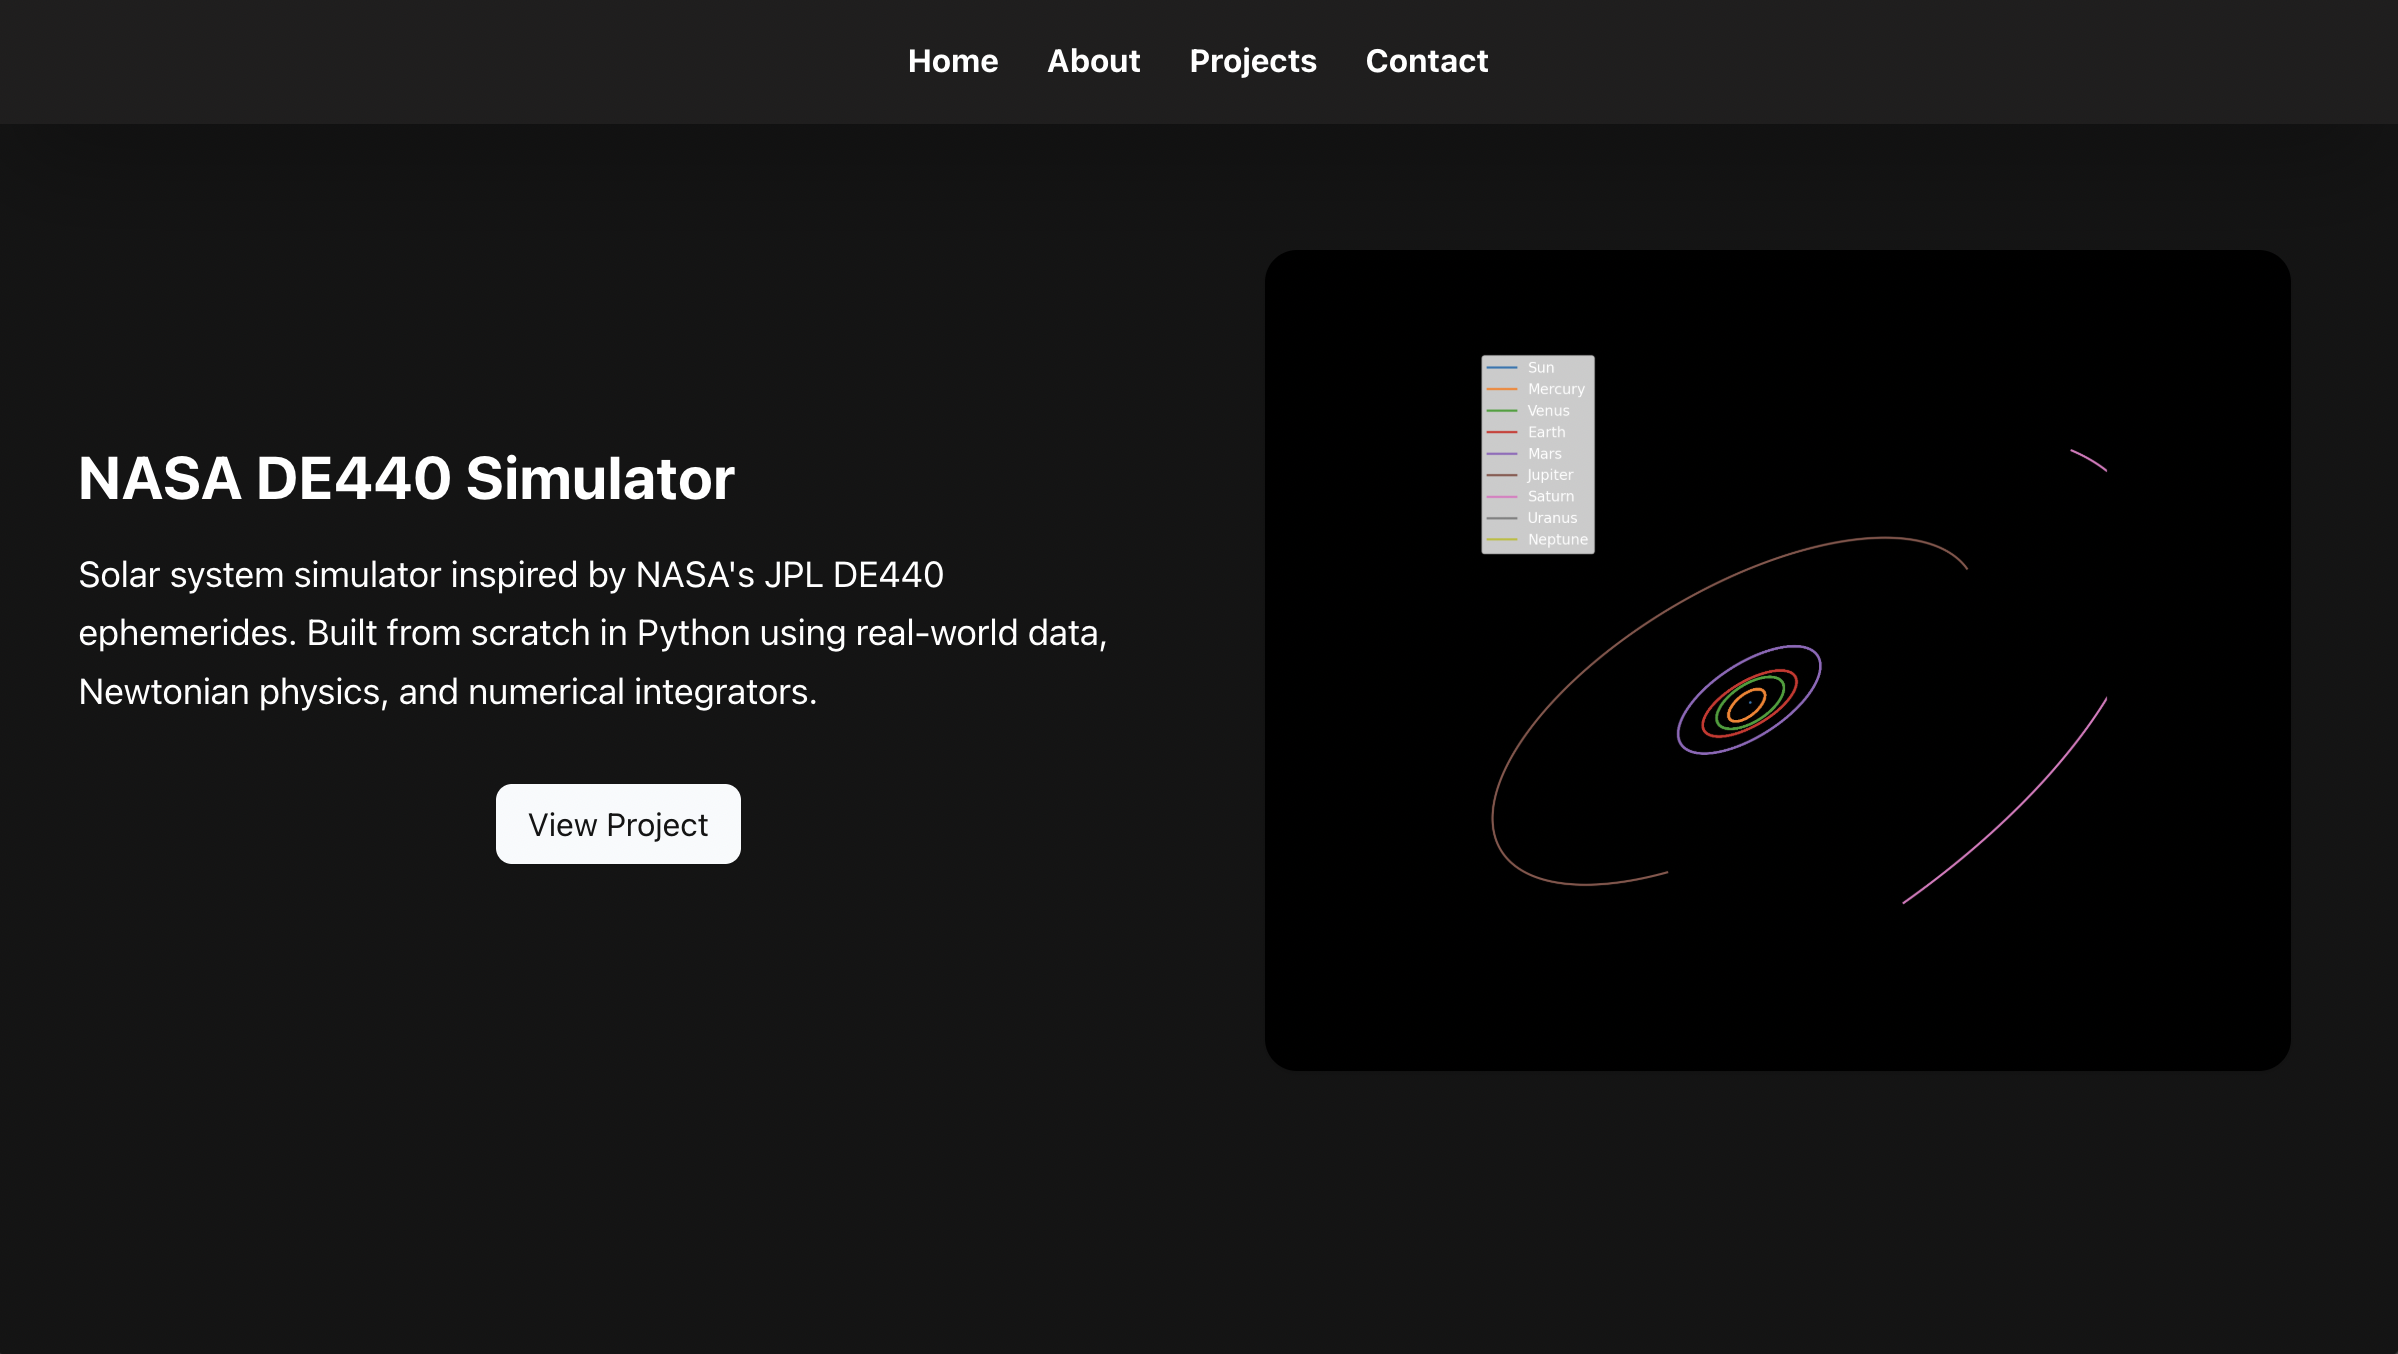 Home About Projects Contact
NASA DE440 Simulator
Solar system simulator inspired by NASA's JPL DE440
ephemerides. Built from scratch in Python using real-world data,
Newtonian physics, and numerical integrators.
View Project
Sun
Mercury
Venus
Earth
Mars
Jupiter
Saturn
Uranus
Neptune